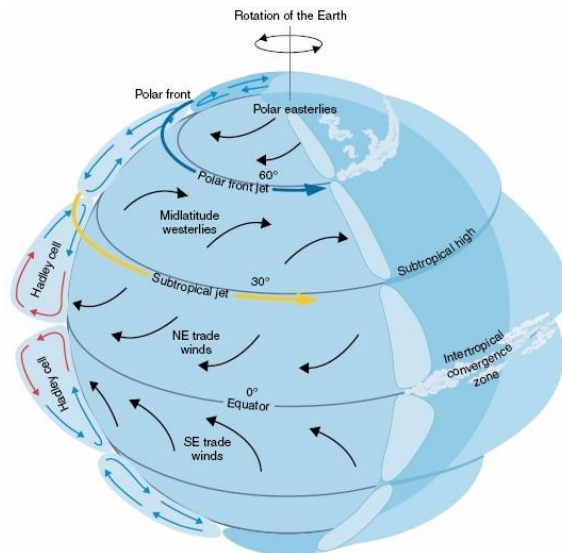 Rotation of the Earth
Polar front
Polar easterlies
60°
Polar front jet
Midlatitude
westerlies
Hadley cell
Subtropical high
30°
Subtropical jet
NE trade
winds
Intertropical
convergence
zone
0°
Equator
Hadley cell
SE trade
winds